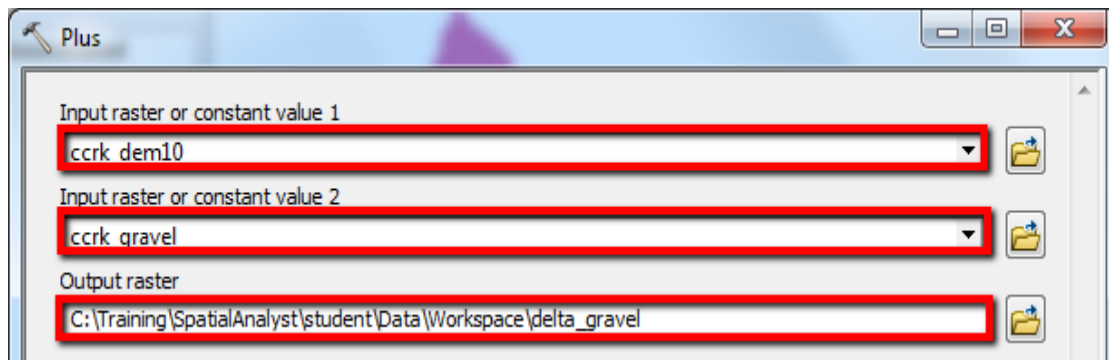 Plus
Input raster or constant value 1
ccrk_dem10
Input raster or constant value 2
ccrk_gravel
Output raster
C:\Training\SpatialAnalyst\student\Data\Workspace\delta_gravel